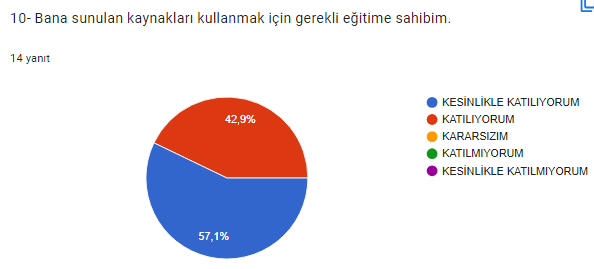 10- Bana sunulan kaynakları kullanmak için gerekli eğitime sahibim.
14 yanıt
42,9%
57,1%
KESİNLİKLE KATILIYORUM
KATILIYORUM
KARARSIZIM
KATILMIYORUM
KESİNLİKLE KATILMIYORUM